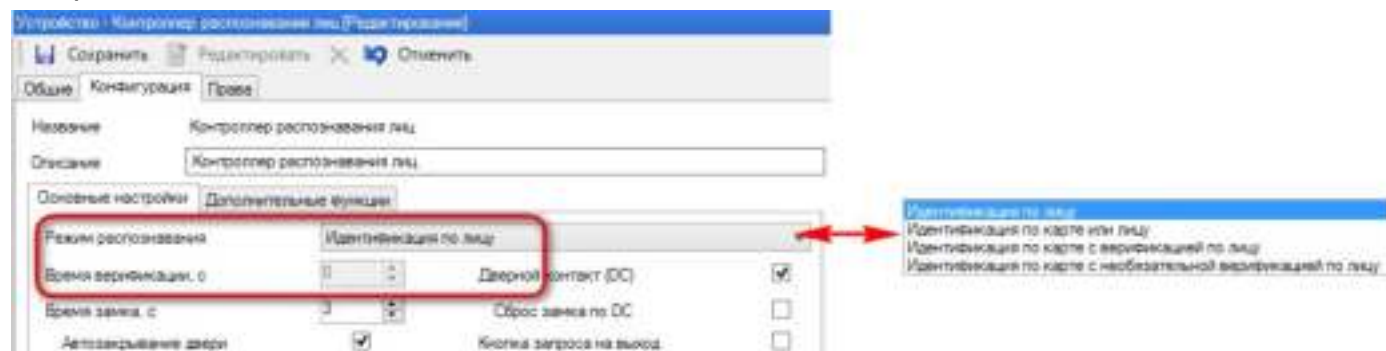 Устройство - Контроллер распознавания лиц [Редактирование]
Сохранить Редактировать Отменить
Общие Конфигурация Права
Название Контроллер распознавания лиц
Описание Контроллер распознавания лиц
Основные настройки Дополнительные функции
Режим распознавания Идентификация по лицу
Время верификации, с 0 Дверной контакт (DC)
Время замка, с 3 Сброс замка по DC
Автозакрывание двери Кнопка запроса на выход
Идентификация по лицу
Идентификация по карте или лицу
Идентификация по карте с верификацией по лицу
Идентификация по карте с необязательной верификацией по лицу